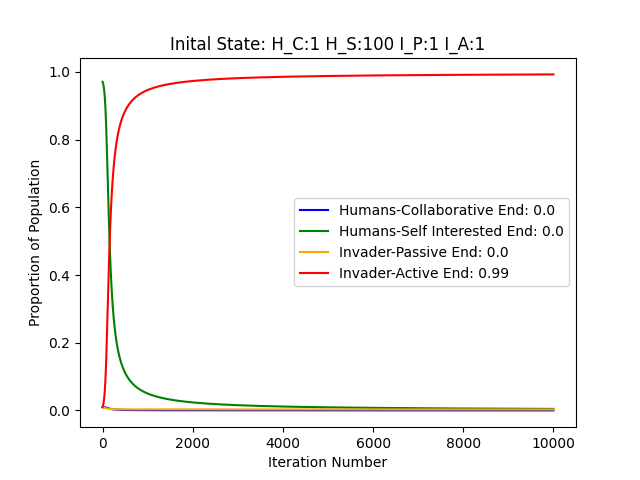 Inital State: H_C:1 H_S:100 I_P:1 I_A:1
1.0
0.8
0.6
0.4
0.2
0.0
Proportion of Population
Humans-Collaborative End: 0.0
Humans-Self Interested End: 0.0
Invader-Passive End: 0.0
Invader-Active End: 0.99
0 2000 4000 6000 8000 10000
Iteration Number